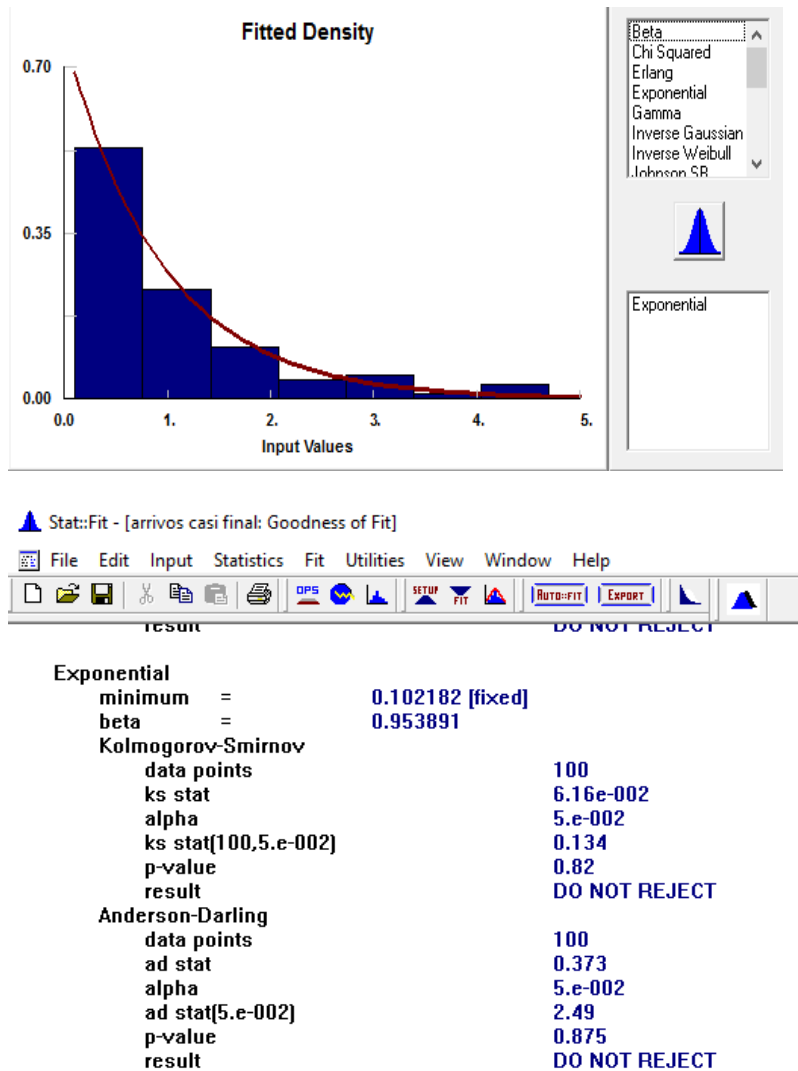 Fitted Density
0.70
0.35
0.00
0.0 1. 2. 3. 4. 5.
Input Values
Beta
Chi Squared
Erlang
Exponential
Gamma
Inverse Gaussian
Inverse Weibull
Johnson SB
Exponential
Stat::Fit - [arrivos casi final: Goodness of Fit]
File Edit Input Statistics Fit Utilities View Window Help
OPS SETUP FIT AUTO::FIT EXPORT
result DO NOT REJECT
Exponential
minimum = 0.102182 [fixed]
beta = 0.953891
Kolmogorov-Smirnov
data points 100
ks stat 6.16e-002
alpha 5.e-002
ks stat(100,5.e-002) 0.134
p-value 0.82
result DO NOT REJECT
Anderson-Darling
data points 100
ad stat 0.373
alpha 5.e-002
ad stat(5.e-002) 2.49
p-value 0.875
result DO NOT REJECT